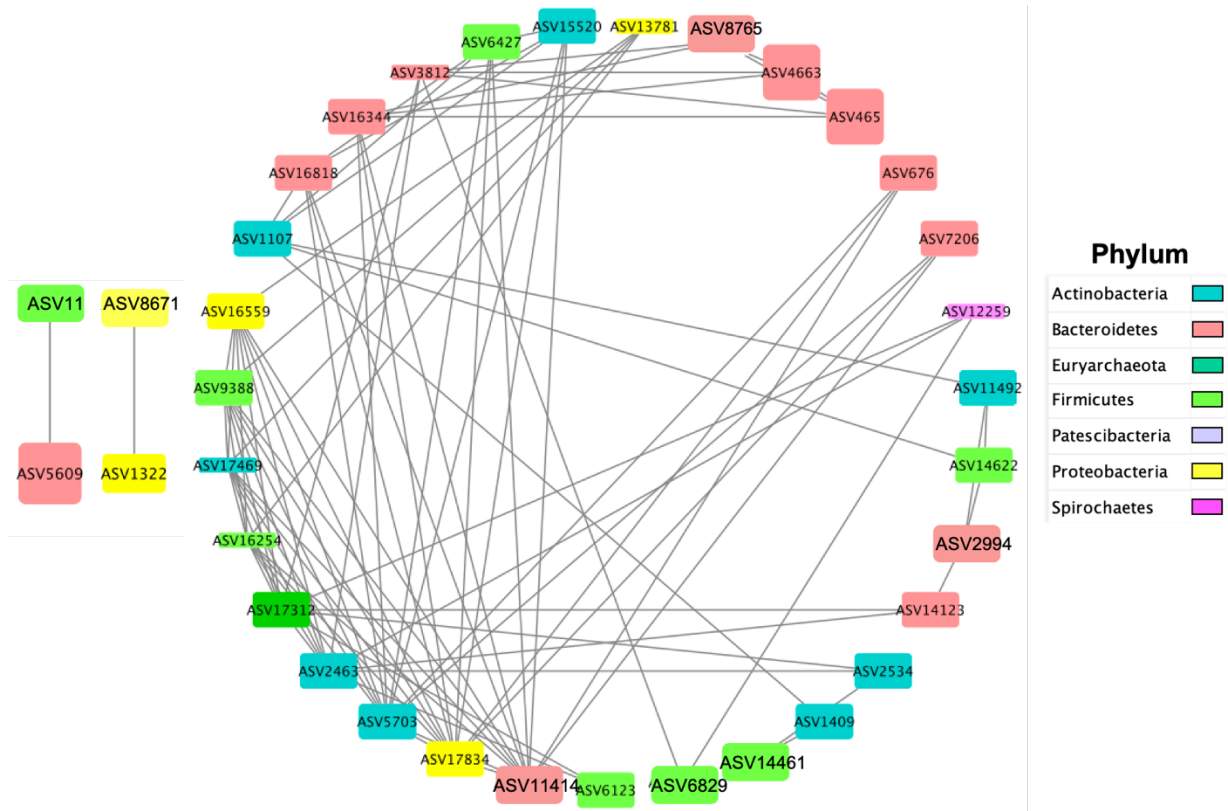 ASV15520
ASV13781
ASV8765
ASV6427
ASV3812
ASV4663
ASV16344
ASV465
ASV16818
ASV676
ASV1107
ASV7206
ASV11
ASV8671
ASV16559
ASV12259
ASV9388
ASV11492
ASV5609
ASV1322
ASV17469
ASV14622
ASV16254
ASV2994
ASV17312
ASV14123
ASV2463
ASV2534
ASV5703
ASV1409
ASV17834
ASV14461
ASV11414
ASV6123
ASV6829
Phylum
Actinobacteria
Bacteroidetes
Euryarchaeota
Firmicutes
Patescibacteria
Proteobacteria
Spirochaetes